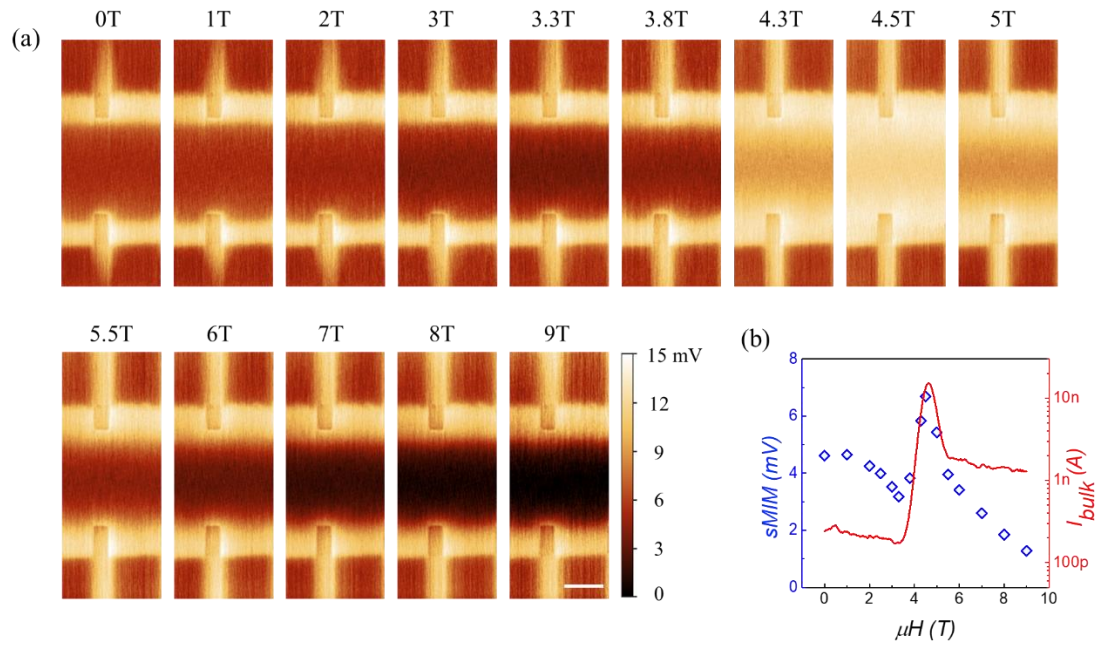 0T 1T 2T 3T 3.3T 3.8T 4.3T 4.5T 5T
(a)
5.5T 6T 7T 8T 9T
15 mV
12
9
6
3
0
(b)
8
6
4
2
0
sMIM (mV)
10n
1n
100p
I_bulk (A)
0 2 4 6 8 10
μH (T)